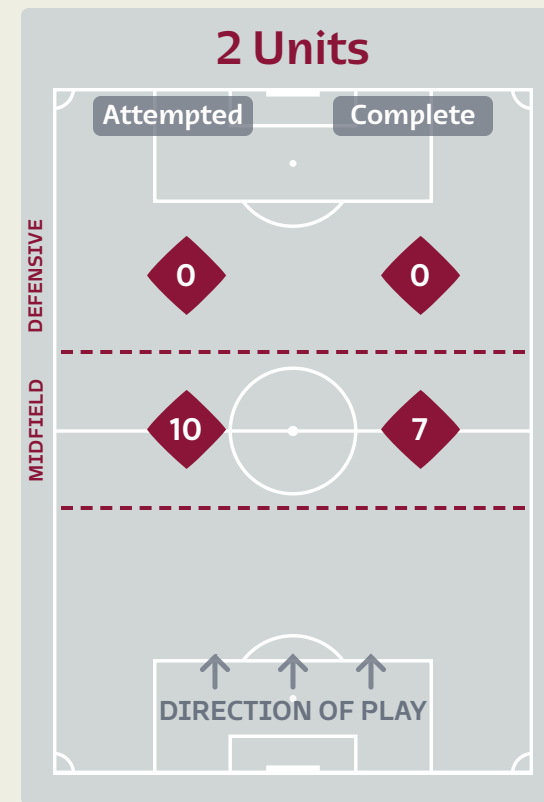 2 Units
Attempted Complete
DEFENSIVE
0 0
MIDFIELD
10 7
DIRECTION OF PLAY